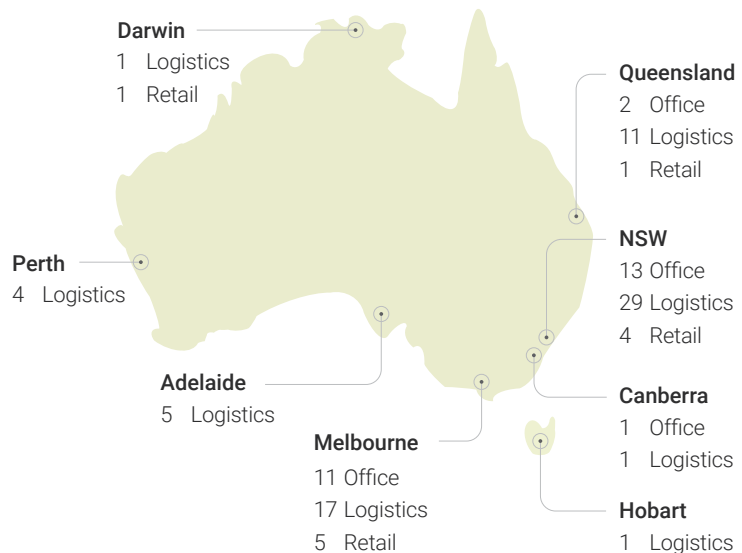 Darwin
1 Logistics
1 Retail
Queensland
2 Office
11 Logistics
1 Retail
NSW
13 Office
29 Logistics
4 Retail
Perth
4 Logistics
Adelaide
5 Logistics
Canberra
1 Office
1 Logistics
Melbourne
11 Office
17 Logistics
5 Retail
Hobart
1 Logistics